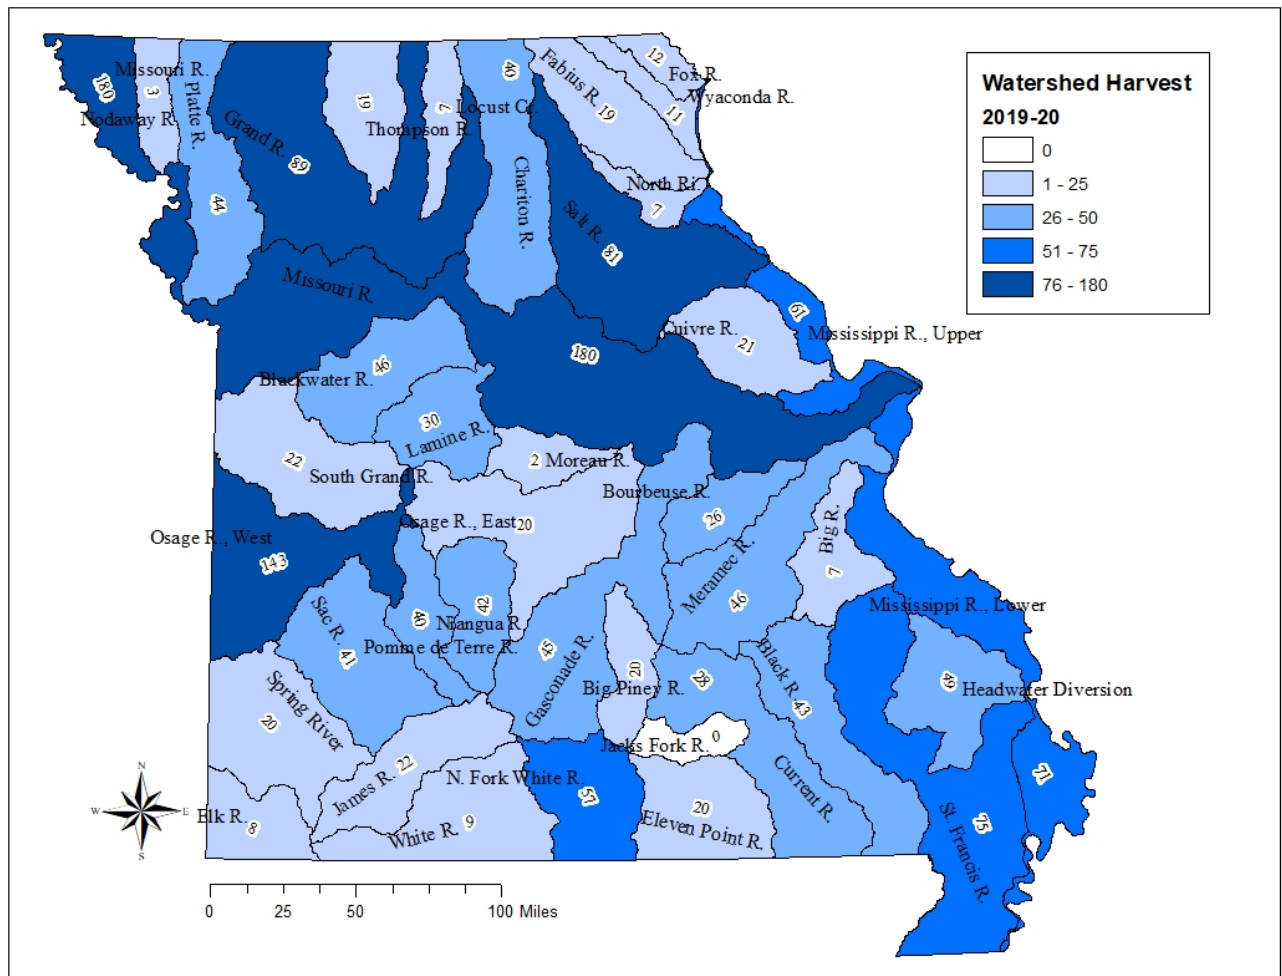 Watershed Harvest
2019-20
0
1 - 25
26 - 50
51 - 75
76 - 180
180
Missouri R.
3
Nodaway R.
Platte R.
44
Grand R.
89
19
Thompson R.
7
Locust Cr.
40
Chariton R.
Fabius R.
19
12
Fox R.
Wyaconda R.
11
North Ri.
7
Salt R.
81
Missouri R.
180
Cuivre R.
21
61
Mississippi R., Upper
Blackwater R.
46
30
Lamine R.
22
South Grand R.
2
Moreau R.
Bourbeuse R.
26
Osage R., East
20
Osage R., West
143
Big R.
7
Meramec R.
46
Mississippi R., Lower
Sac R.
41
40
Pomme de Terre R.
42
Niangua R.
45
Gasconade R.
20
Big Piney R.
28
Black R.
43
49
Headwater Diversion
Spring River
20
Jacks Fork R.
0
Current R.
James R.
22
N. Fork White R.
57
71
Elk R.
8
White R.
9
20
Eleven Point R.
75
St. Francis R.
N
W
E
S
0
25
50
100 Miles